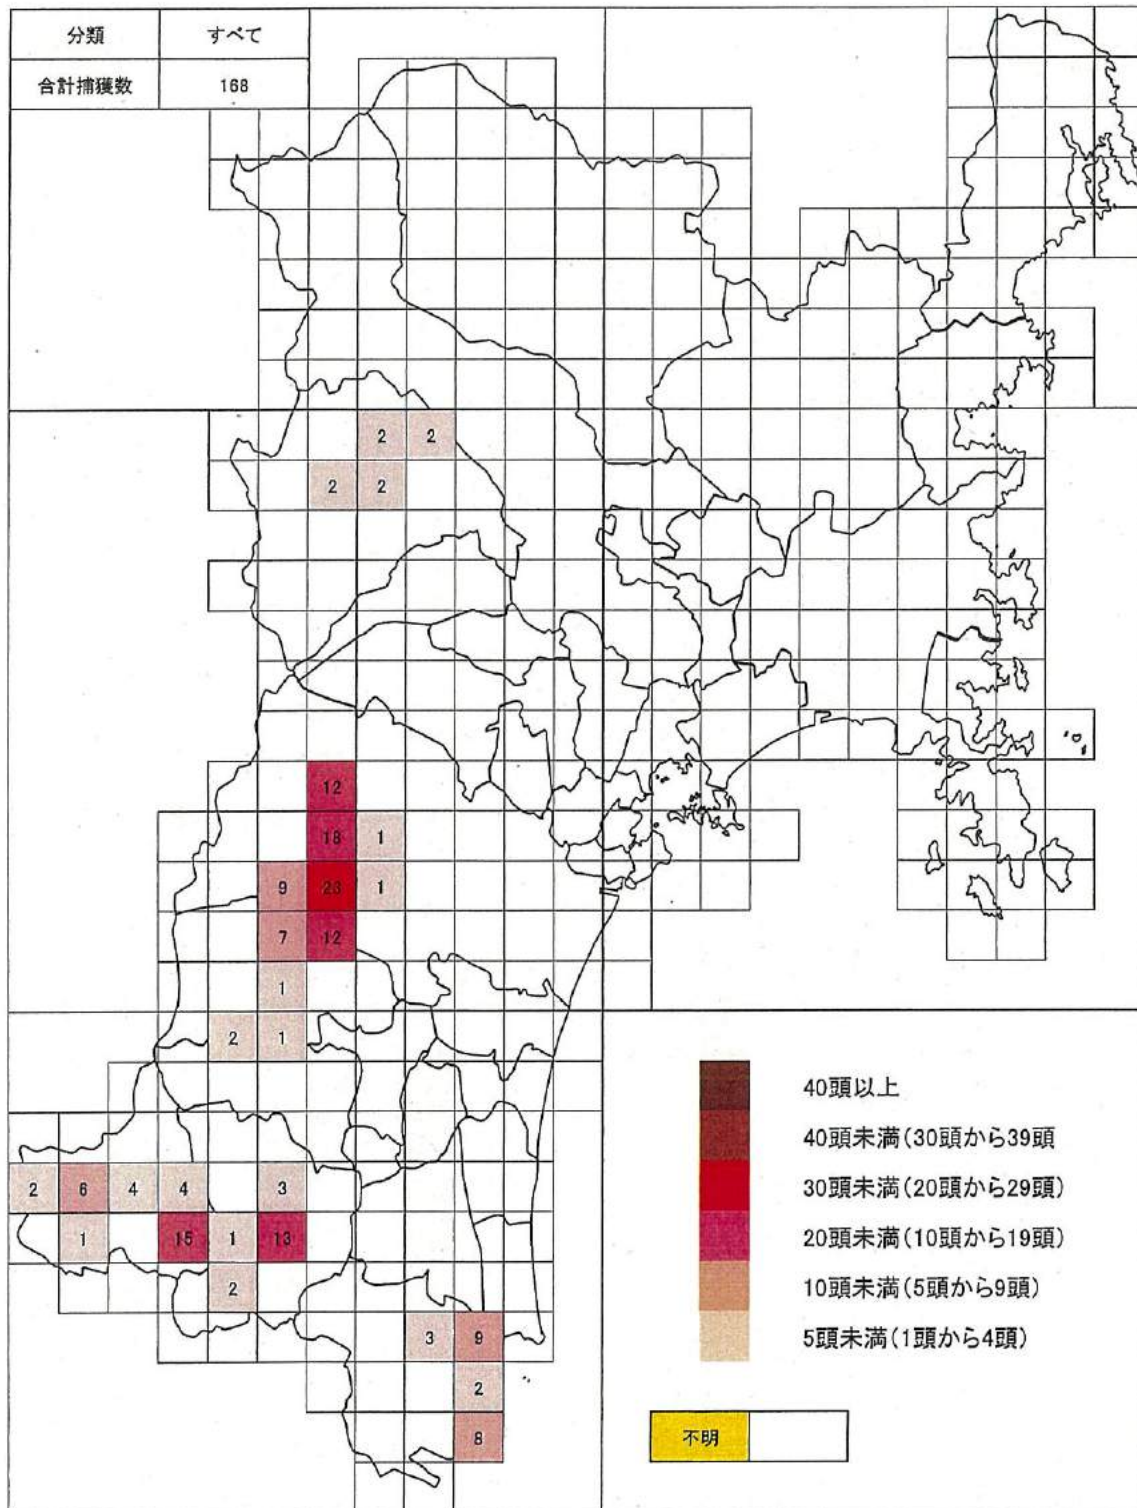 分類 すべて
合計捕獲数 168
2 2
2 2
12
18 1
9 23 1
7 12
1
2 1
2 6 4 4 3
1 15 1 13
2
3 9
2
8
40頭以上
40頭未満(30頭から39頭
30頭未満(20頭から29頭)
20頭未満(10頭から19頭)
10頭未満(5頭から9頭)
5頭未満(1頭から4頭)
不明